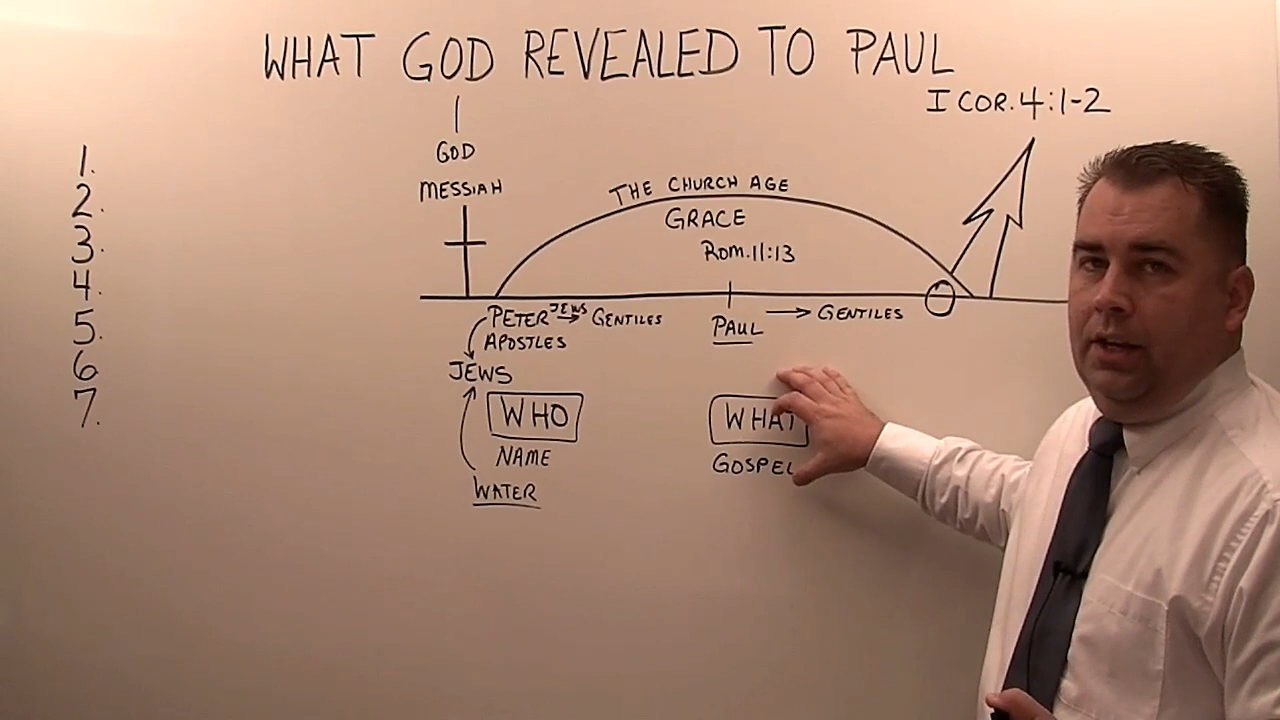 WHAT GOD REVEALED TO PAUL
I COR. 4:1-2
GOD
MESSIAH
THE CHURCH AGE
GRACE
Rom. 11:13
1.
2.
3.
4.
5.
6
7.
PETER JEWS → GENTILES
APOSTLES
PAUL → GENTILES
JEWS
WHO
NAME
WATER
WHAT
GOSPEL